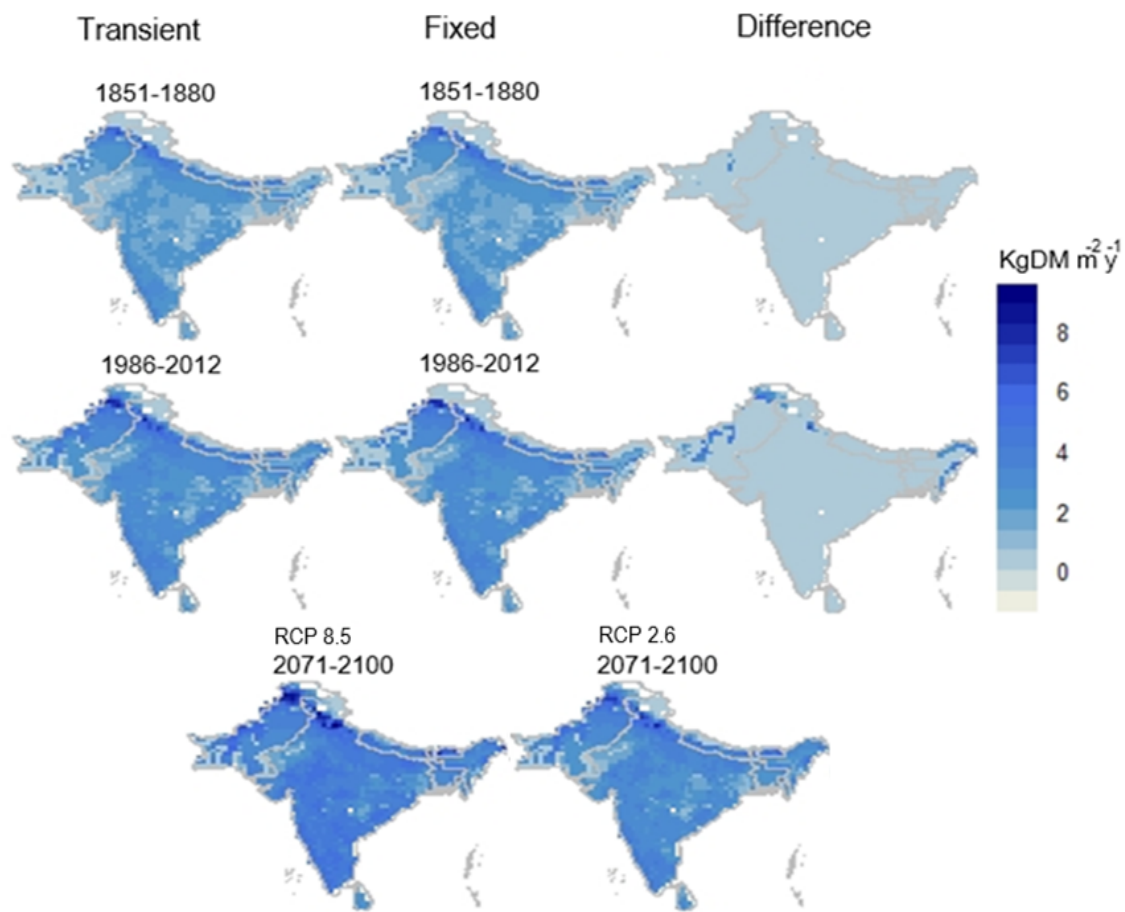 Transient Fixed Difference
1851-1880 1851-1880
KgDM m-2 y-1
8
6
4
2
0
1986-2012 1986-2012
RCP 8.5 RCP 2.6
2071-2100 2071-2100